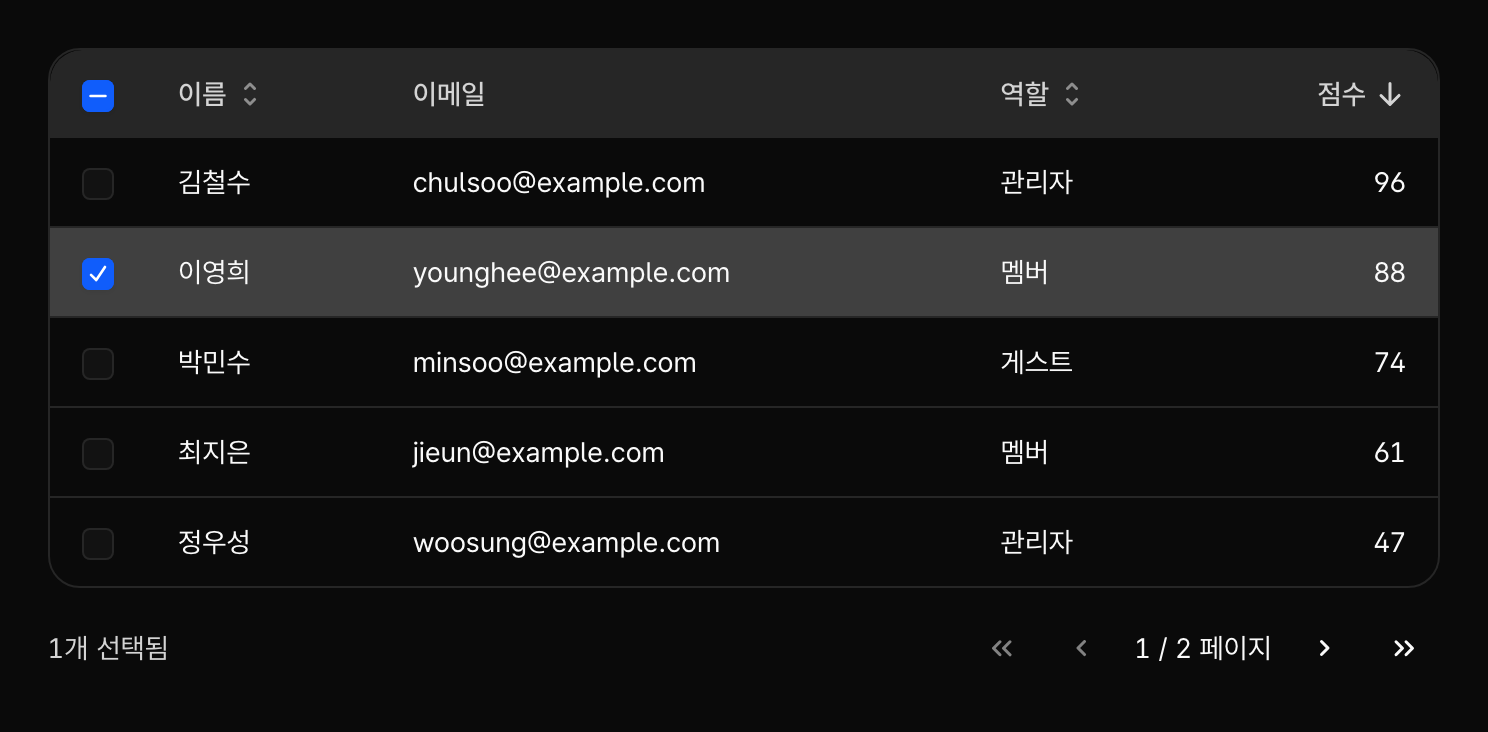 이름 이메일 역할 점수
김철수 chulsoo@example.com 관리자 96
이영희 younghee@example.com 멤버 88
박민수 minsoo@example.com 게스트 74
최지은 jieun@example.com 멤버 61
정우성 woosung@example.com 관리자 47
1개 선택됨 1 / 2 페이지